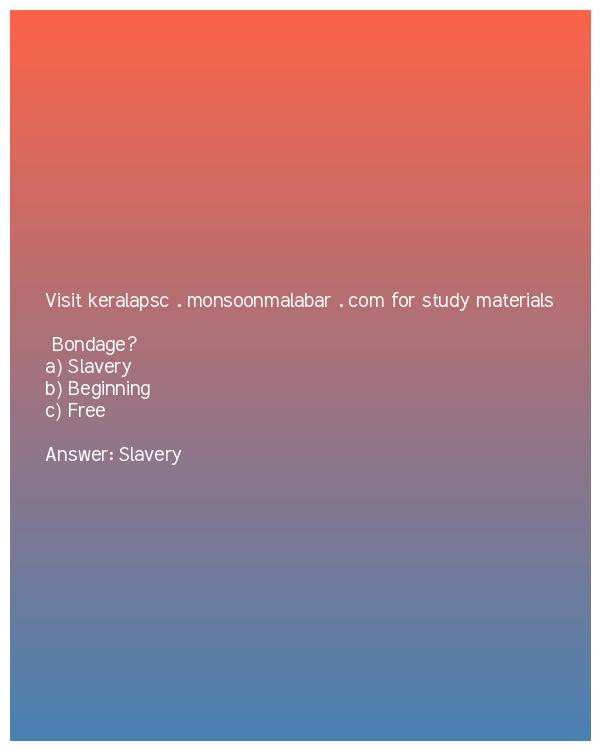 Visit keralapsc . monsoonmalabar . com for study materials
Bondage?
a) Slavery
b) Beginning
c) Free
Answer: Slavery